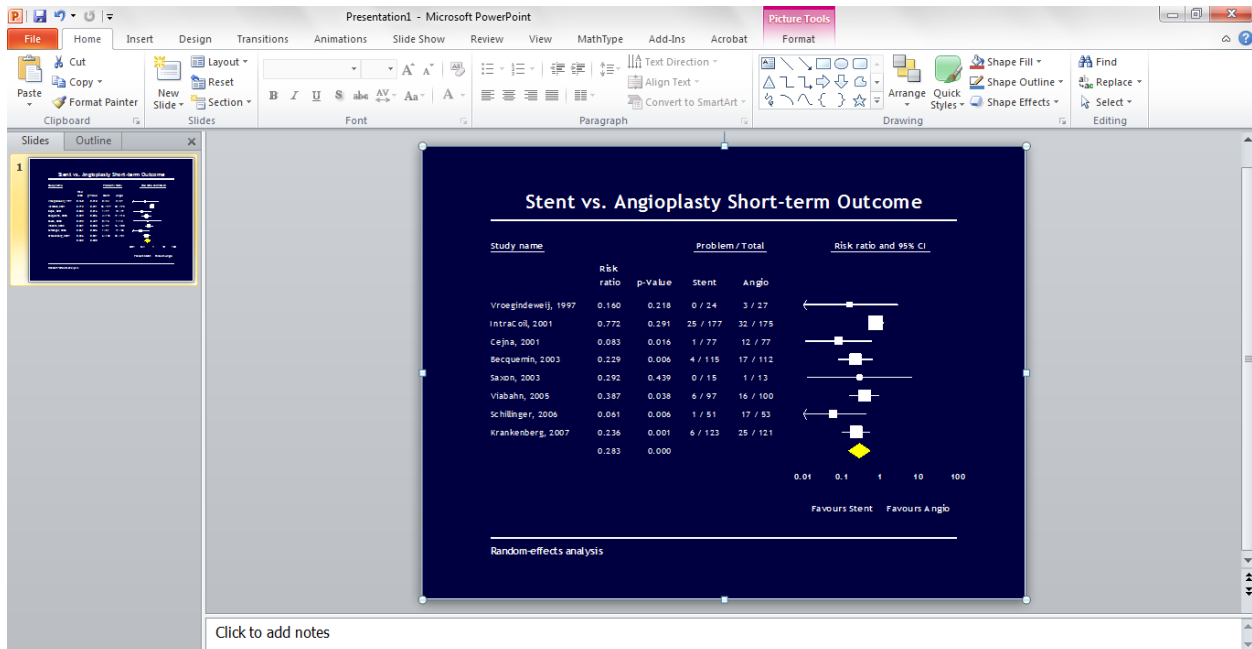 Presentation1 - Microsoft PowerPoint
Picture Tools
File Home Insert Design Transitions Animations Slide Show Review View MathType Add-Ins Acrobat Format
Paste
Cut
Copy
Format Painter
Clipboard
New Slide
Layout
Reset
Section
Slides
B I U S abc AV Aa A
Font
Text Direction
Align Text
Convert to SmartArt
Paragraph
Arrange
Quick Styles
Shape Fill
Shape Outline
Shape Effects
Drawing
Find
Replace
Select
Editing
Slides Outline
1
Stent vs. Angioplasty Short-term Outcome
Study name Problem / Total Risk ratio and 95% CI
Risk
ratio p-Value Stent Angio
Vroegindeweij, 1997 0.160 0.218 0 / 24 3 / 27
IntraCoil, 2001 0.772 0.291 25 / 177 32 / 175
Cejna, 2001 0.083 0.016 1 / 77 12 / 77
Becquemin, 2003 0.229 0.006 4 / 115 17 / 112
Saxon, 2003 0.292 0.439 0 / 15 1 / 13
Viabahn, 2005 0.387 0.038 6 / 97 16 / 100
Schillinger, 2006 0.061 0.006 1 / 51 17 / 53
Krankenberg, 2007 0.236 0.001 6 / 123 25 / 121
0.283 0.000
0.01 0.1 1 10 100
Favours Stent Favours Angio
Random-effects analysis
Click to add notes